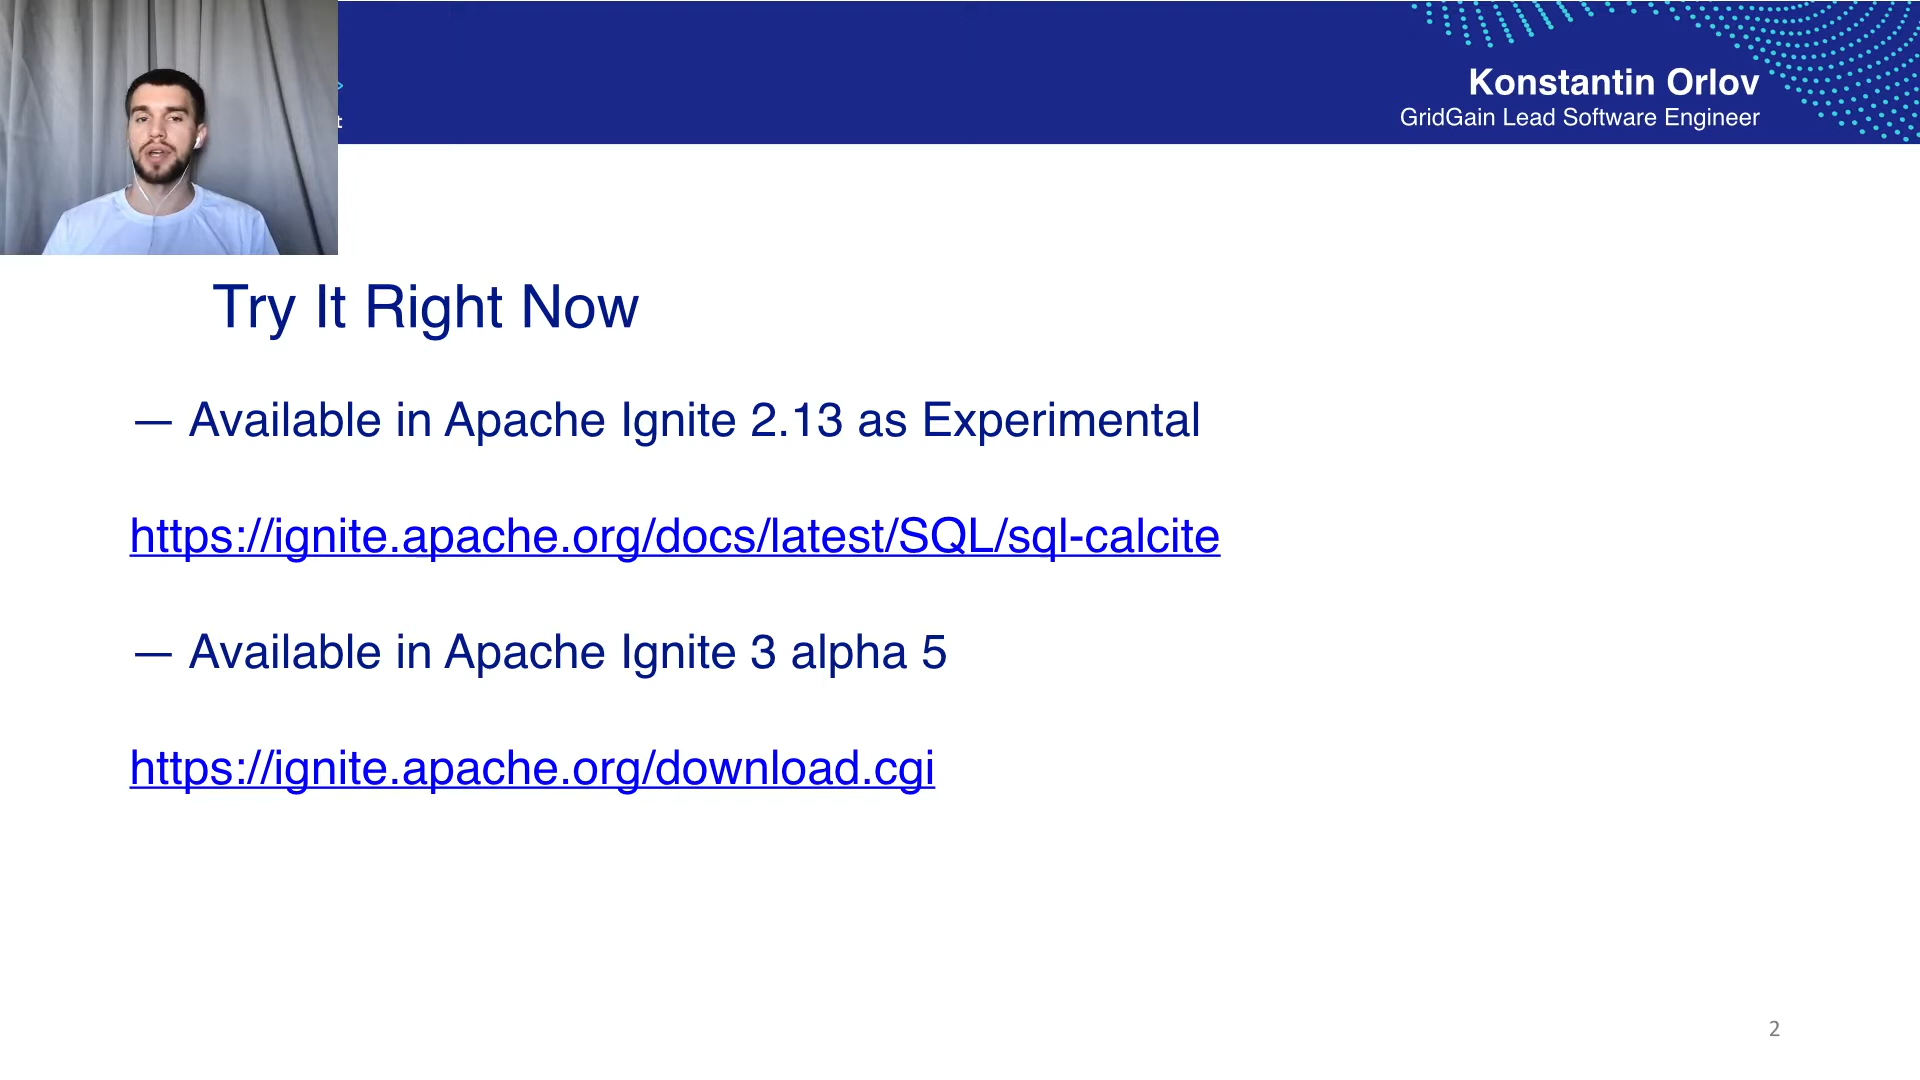 Konstantin Orlov
GridGain Lead Software Engineer
Try It Right Now
— Available in Apache Ignite 2.13 as Experimental
https://ignite.apache.org/docs/latest/SQL/sql-calcite
— Available in Apache Ignite 3 alpha 5
https://ignite.apache.org/download.cgi
2